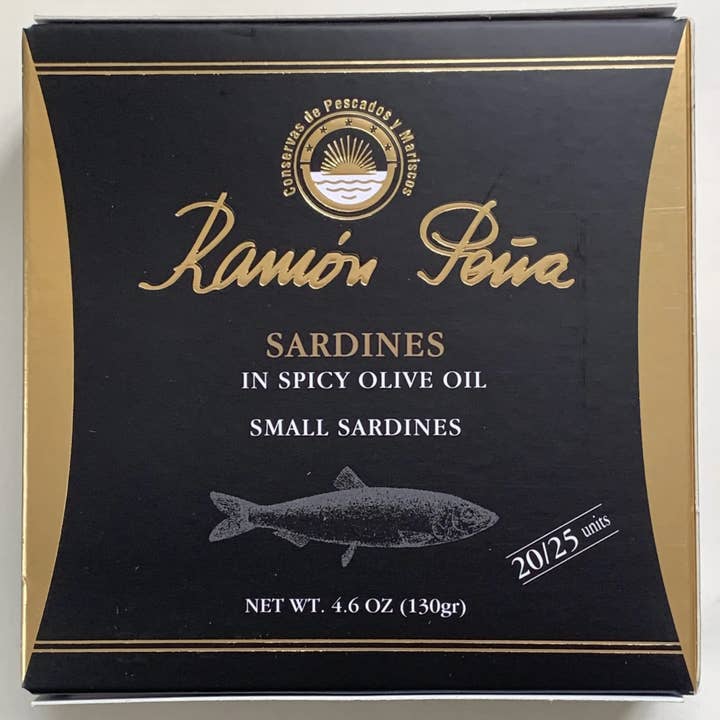 Conservas de Pescados y Mariscos
Ramón Peña
SARDINES
IN SPICY OLIVE OIL
SMALL SARDINES
20/25 units
NET WT. 4.6 OZ (130gr)